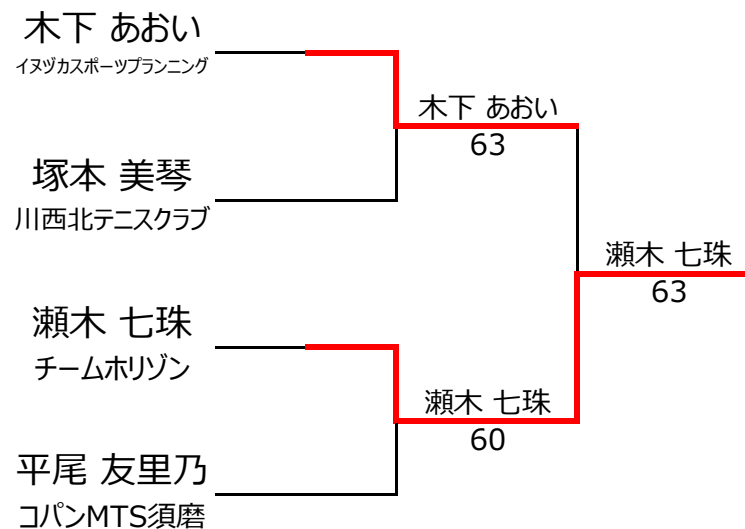 木下 あおい
イヌヅカスポーツプランニング
木下 あおい
63
塚本 美琴
川西北テニスクラブ
瀬木 七珠
63
瀬木 七珠
チームホリゾン
瀬木 七珠
60
平尾 友里乃
コパンMTS須磨